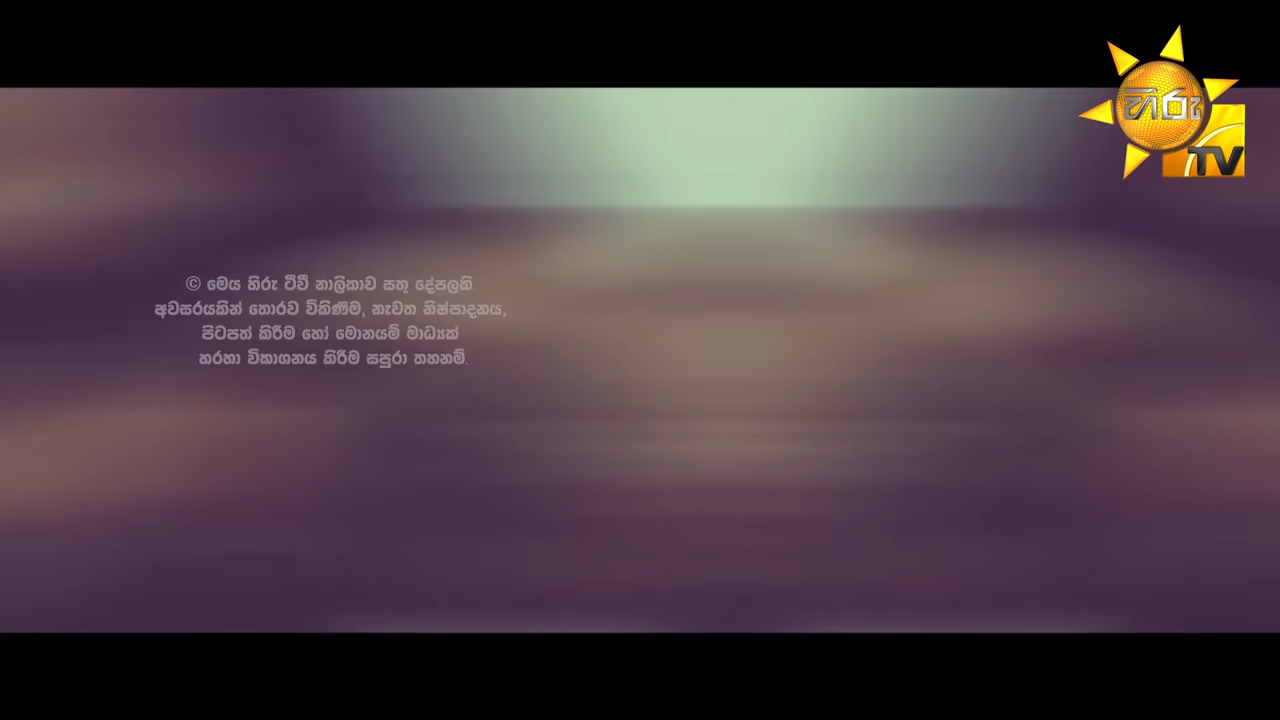 හිරු
TV
© මෙය හිරු ටීවී නාලිකාව සතු දේපලකි
අවසරයකින් තොරව විකිණීම, නැවත නිෂ්පාදනය,
පිටපත් කිරීම හෝ මොනයම් මාධ්‍යක්
හරහා විකාශනය කිරීම සපුරා තහනම්.